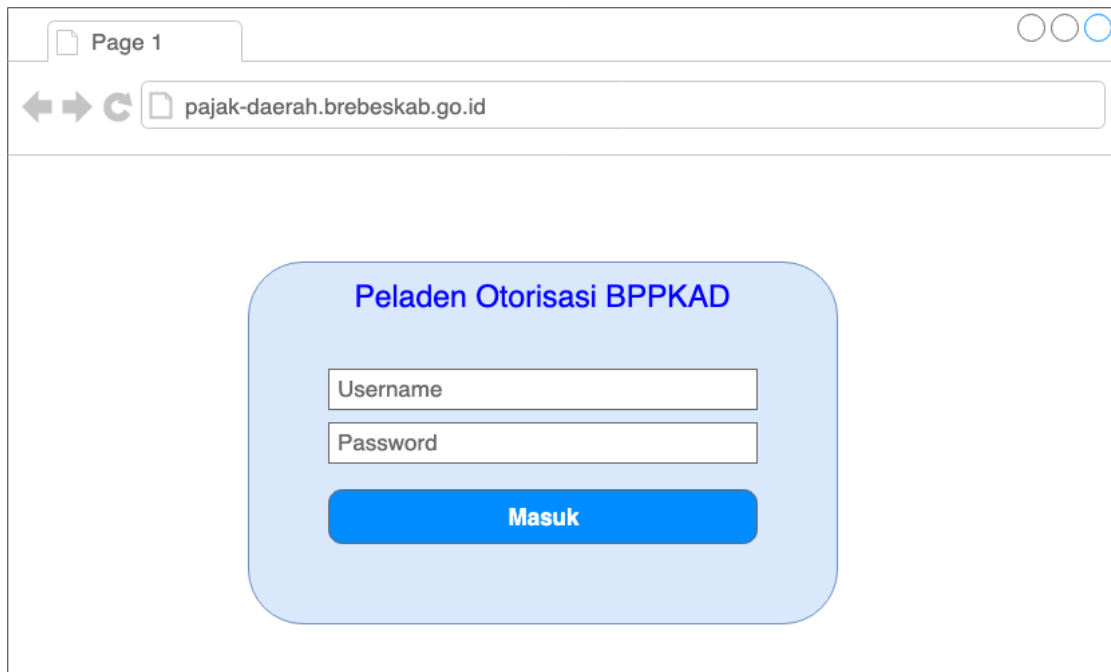 Page 1
pajak-daerah.brebeskab.go.id
Peladen Otorisasi BPPKAD
Username
Password
Masuk